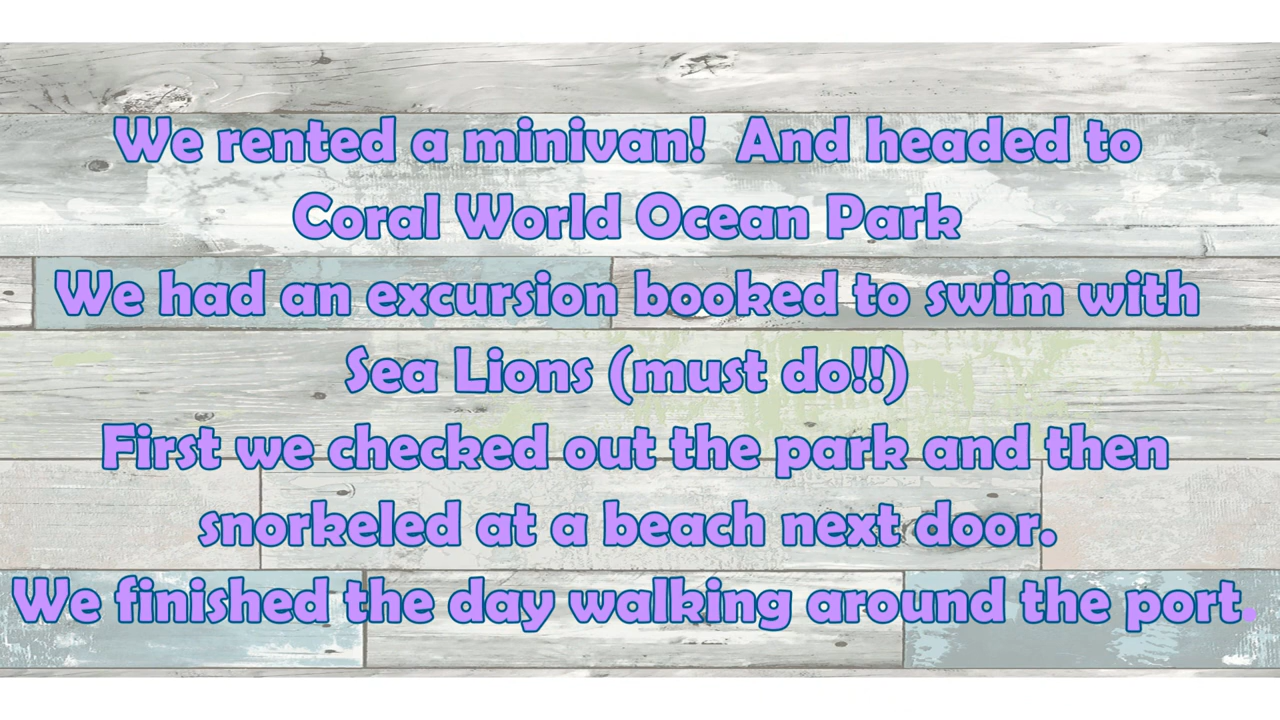 We rented a minivan!  And headed to
Coral World Ocean Park
We had an excursion booked to swim with
Sea Lions (must do!!)
First we checked out the park and then
snorkeled at a beach next door.
We finished the day walking around the port.